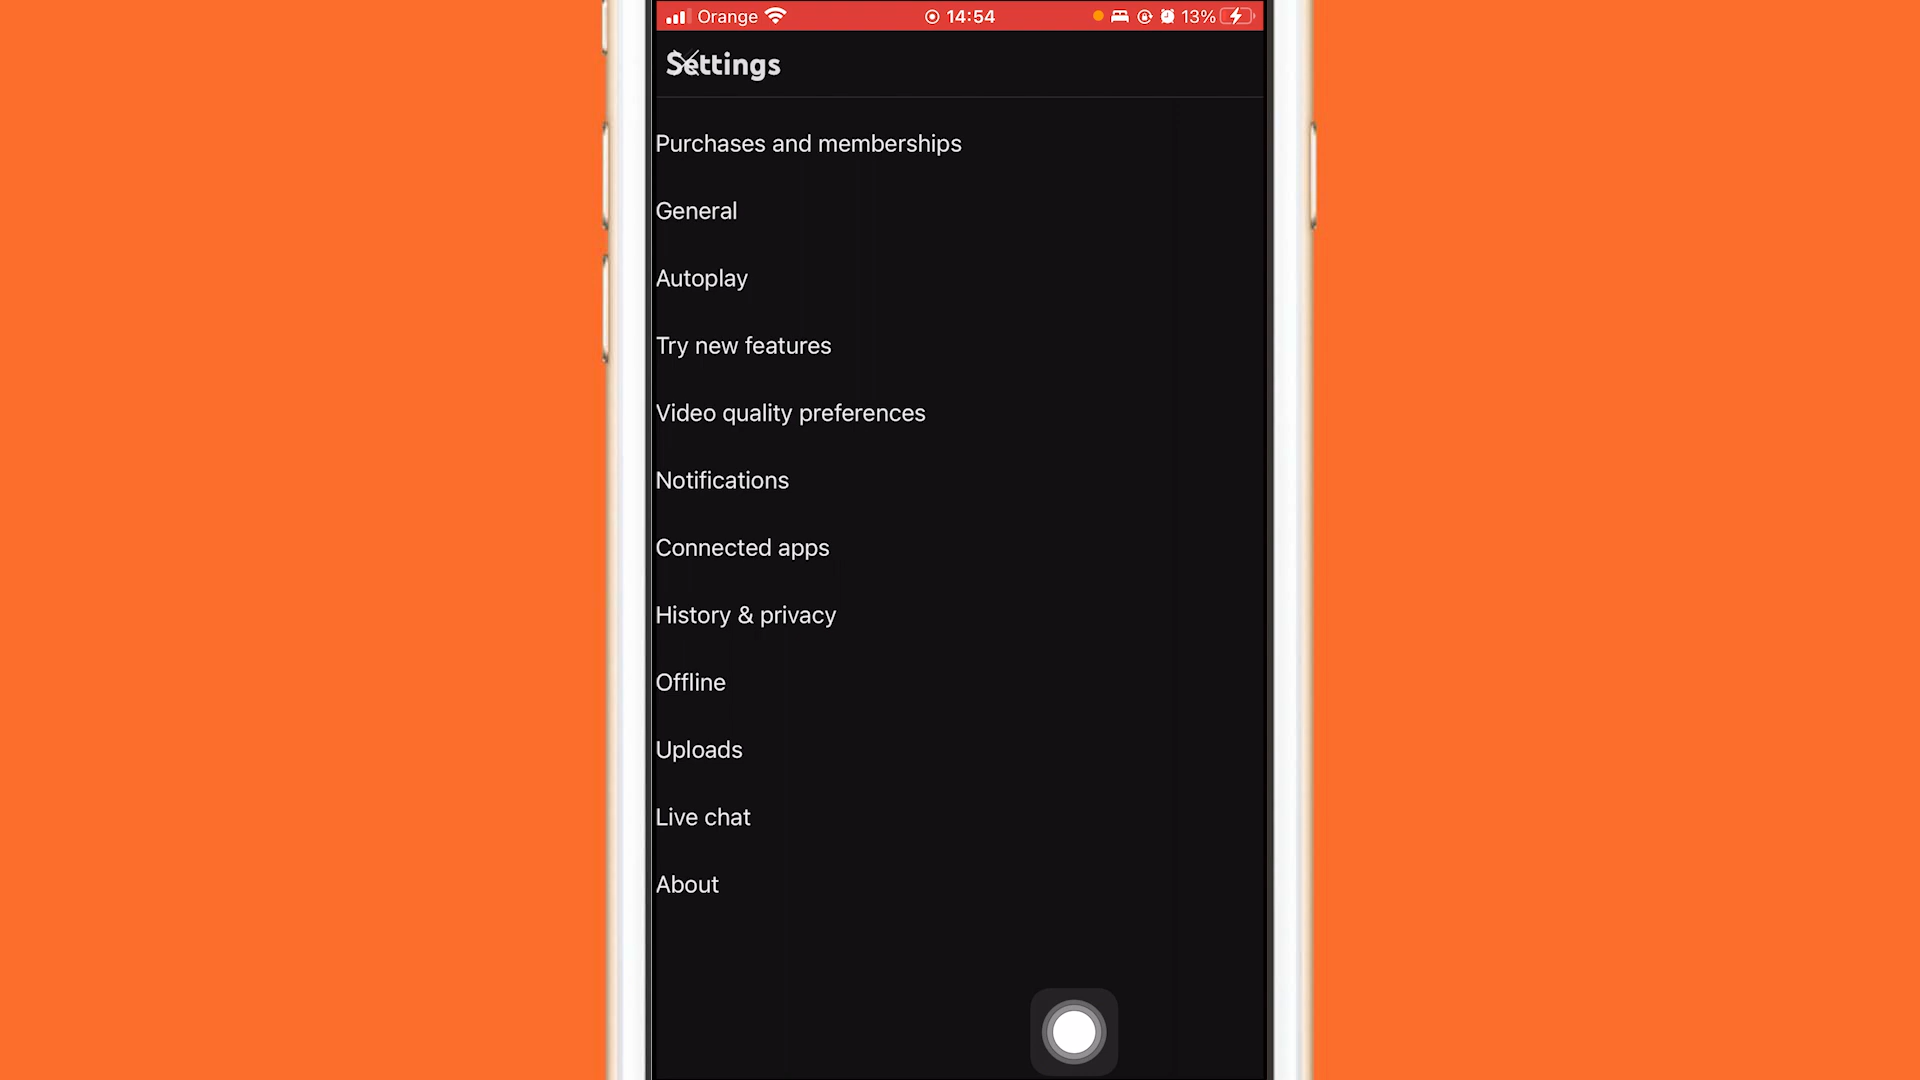 Orange 14:54 13%
Settings
Purchases and memberships
General
Autoplay
Try new features
Video quality preferences
Notifications
Connected apps
History & privacy
Offline
Uploads
Live chat
About